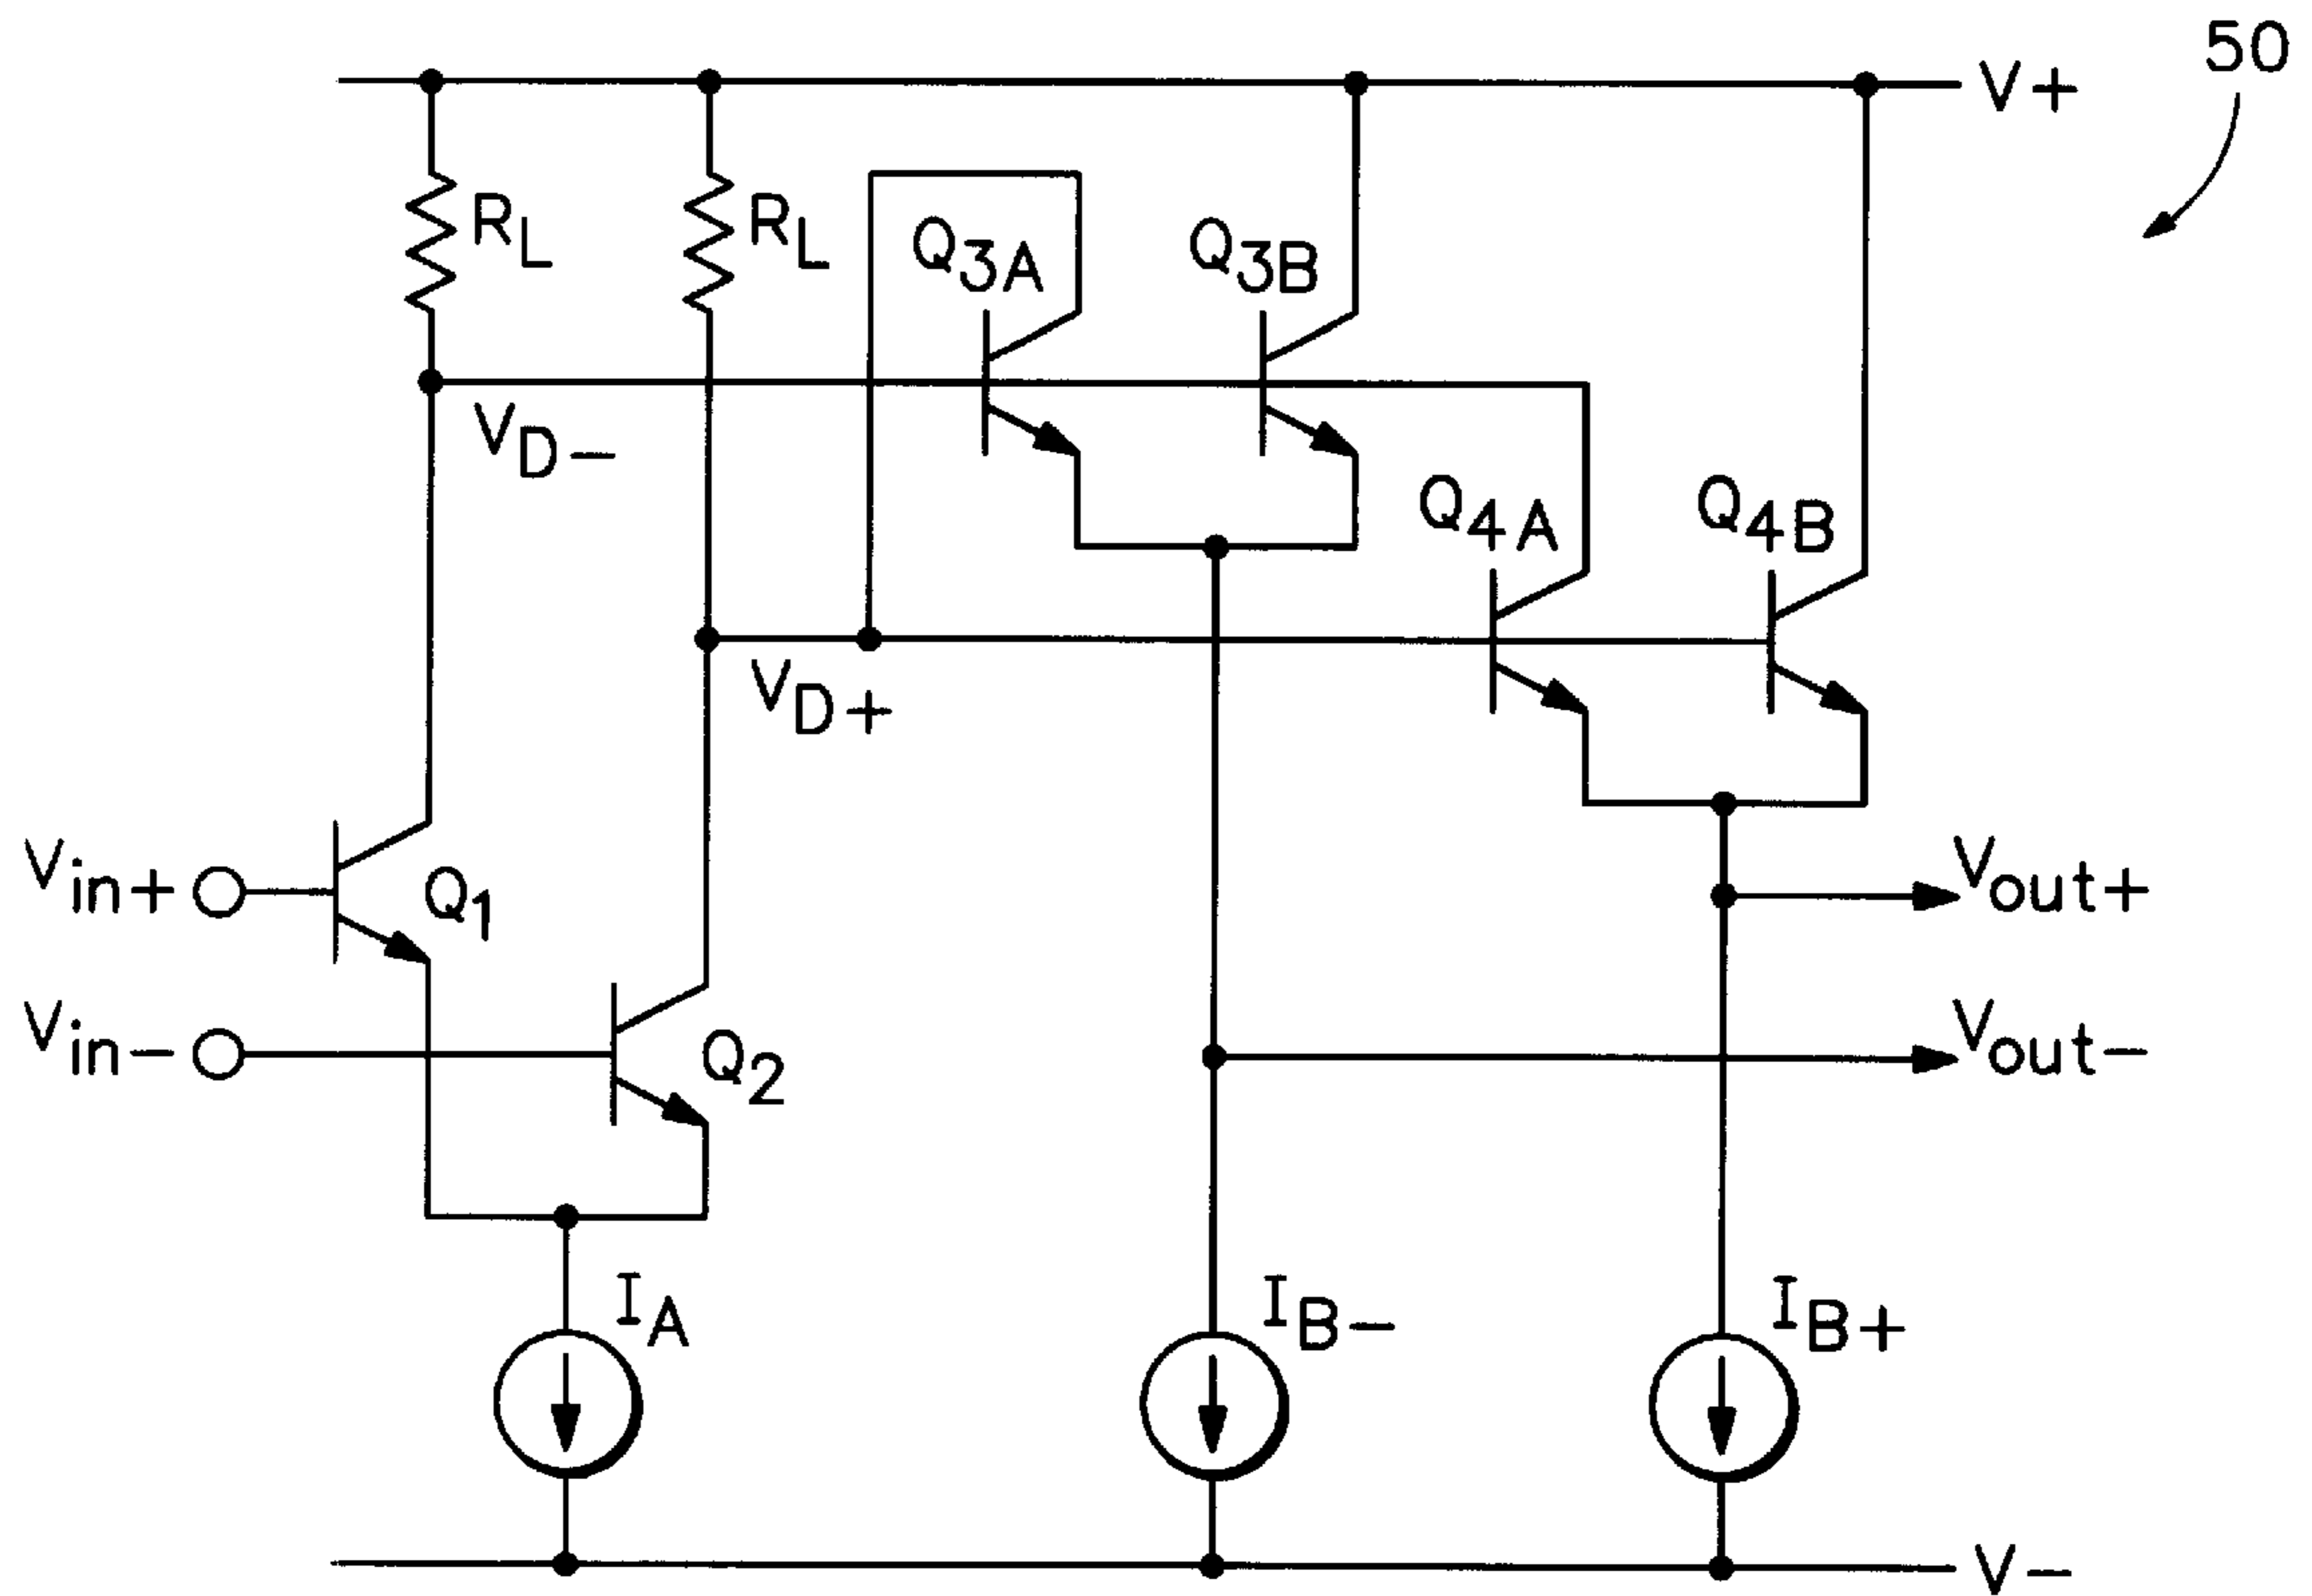 50
V+
RL
RL
Q3A
Q3B
VD-
Q4A
Q4B
VD+
Vin+
Q1
Vout+
Vin-
Q2
Vout-
IA
IB-
IB+
V-